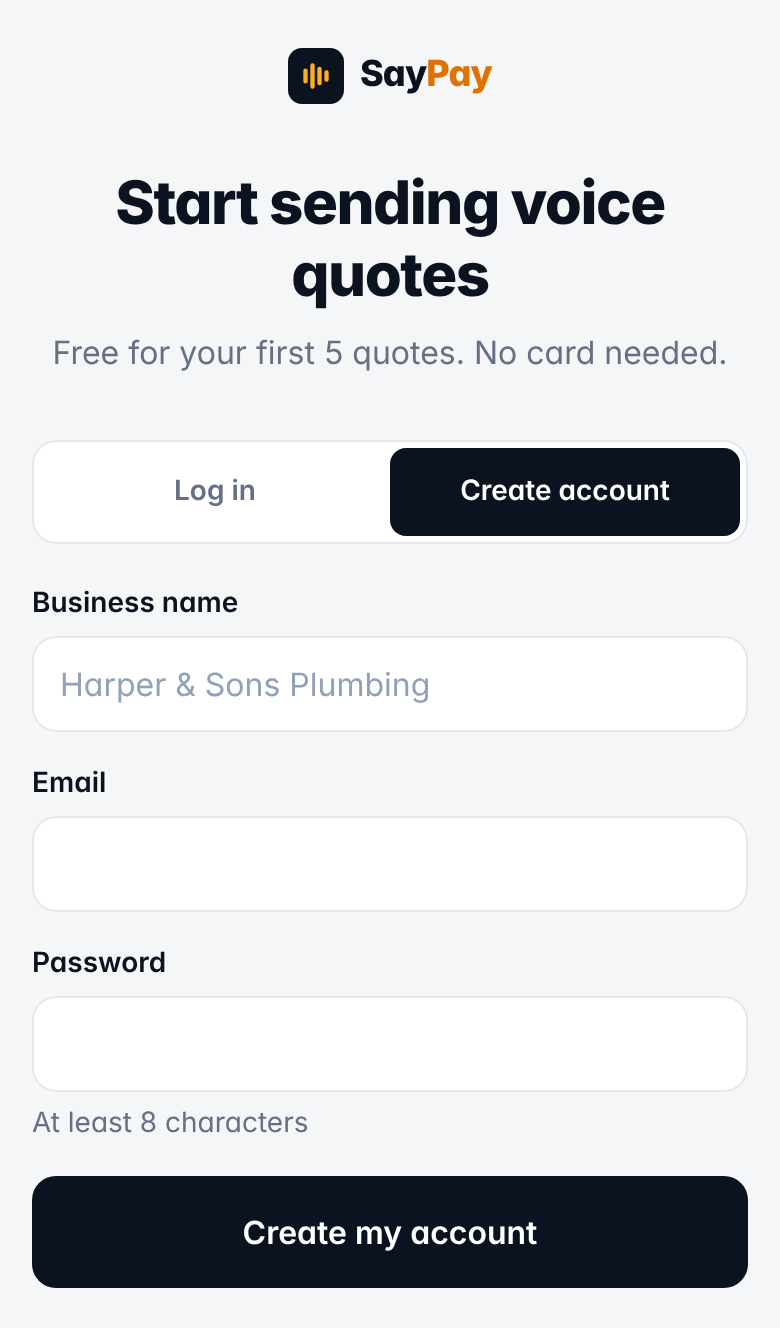 SayPay
Start sending voice
quotes
Free for your first 5 quotes. No card needed.
Log in
Create account
Business name
Harper & Sons Plumbing
Email
Password
At least 8 characters
Create my account